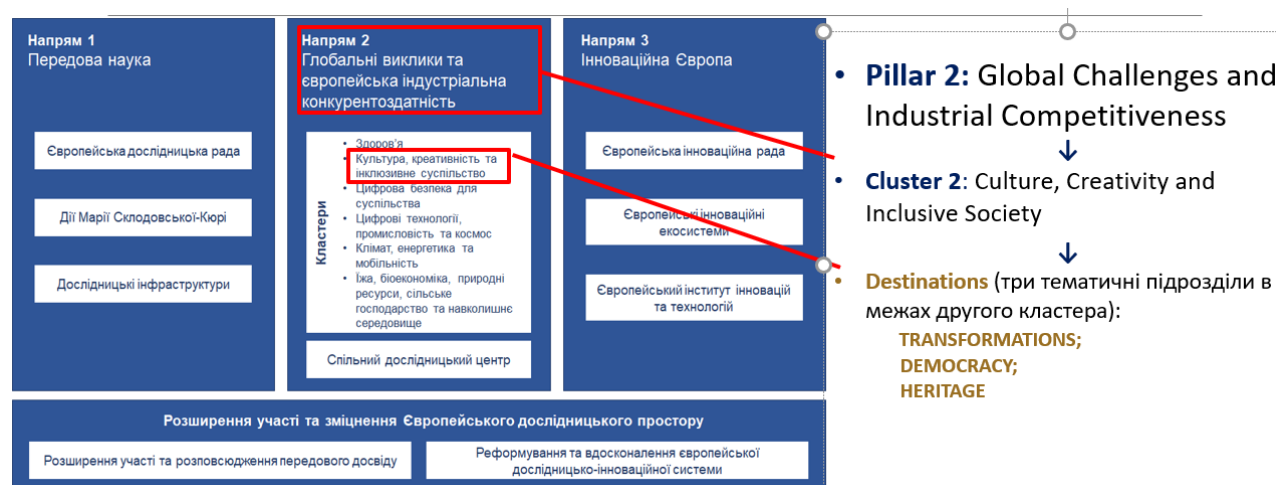 Напрям 1
Передова наука
Європейська дослідницька рада
Дії Марії Склодовської-Кюрі
Дослідницькі інфраструктури
Напрям 2
Глобальні виклики та
європейська індустріальна
конкурентоздатність
Кластери
• Здоров'я
• Культура, креативність та
інклюзивне суспільство
• Цифрова безпека для
суспільства
• Цифрові технології,
промисловість та космос
• Клімат, енергетика та
мобільність
• Їжа, біоекономіка, природні
ресурси, сільське
господарство та навколишнє
середовище
Спільний дослідницький центр
Напрям 3
Інноваційна Європа
Європейська інноваційна рада
Європейські інноваційні
екосистеми
Європейський інститут інновацій
та технологій
Розширення участі та зміцнення Європейського дослідницького простору
Розширення участі та розповсюдження передового досвіду
Реформування та вдосконалення європейської
дослідницько-інноваційної системи
• Pillar 2: Global Challenges and
Industrial Competitiveness
↓
• Cluster 2: Culture, Creativity and
Inclusive Society
↓
• Destinations (три тематичні підрозділи в
межах другого кластера):
TRANSFORMATIONS;
DEMOCRACY;
HERITAGE